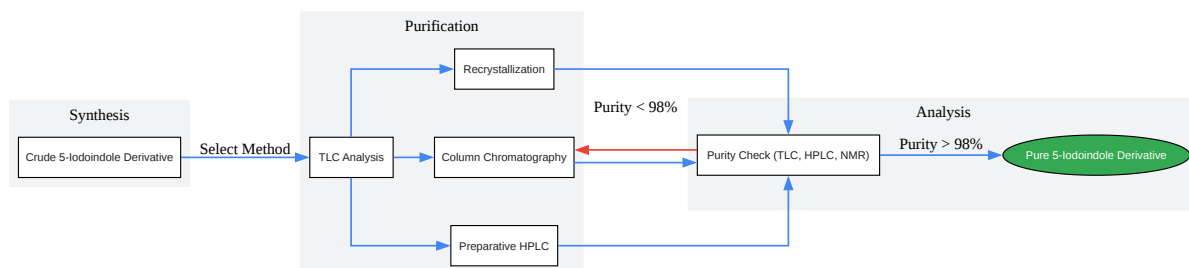 Purification
Recrystallization
Synthesis
Purity < 98%
Analysis
Crude 5-Iodoindole Derivative
Select Method
TLC Analysis
Column Chromatography
Purity Check (TLC, HPLC, NMR)
Purity > 98%
Pure 5-Iodoindole Derivative
Preparative HPLC